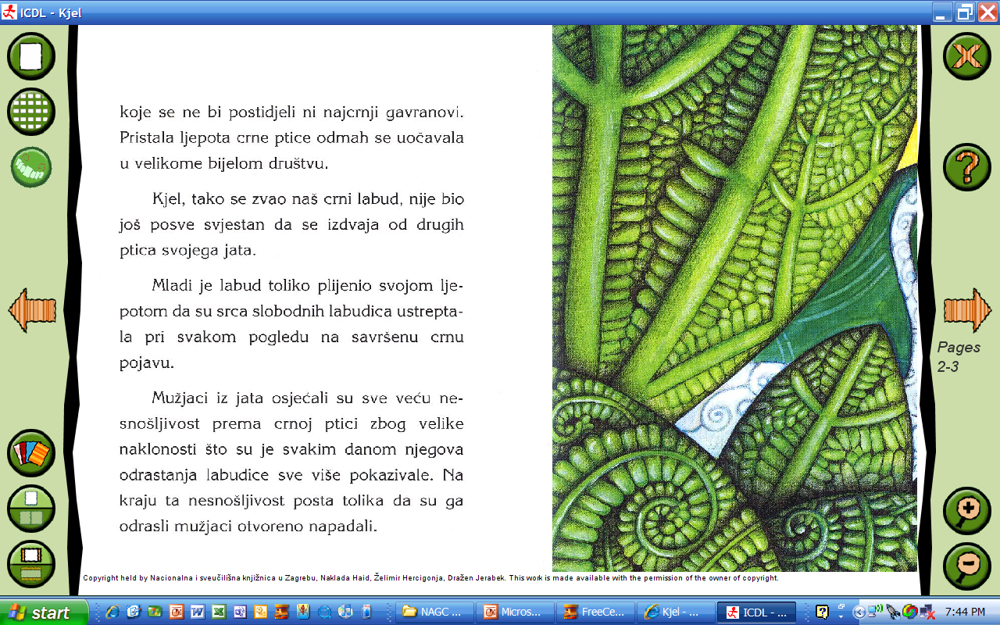 ICDL - Kjel
koje se ne bi postidjeli ni najcrnji gavranovi.
Pristala ljepota crne ptice odmah se uočavala
u velikome bijelom društvu.
Kjel, tako se zvao naš crni labud, nije bio
još posve svjestan da se izdvaja od drugih
ptica svojega jata.
Mladi je labud toliko plijenio svojom lje-
potom da su srca slobodnih labudica ustrepta-
la pri svakom pogledu na savršenu crnu
pojavu.
Mužjaci iz jata osjećali su sve veću ne-
snošljivost prema crnoj ptici zbog velike
naklonosti što su je svakim danom njegova
odrastanja labudice sve više pokazivale. Na
kraju ta nesnošljivost posta tolika da su ga
odrasli mužjaci otvoreno napadali.
?
Pages
2-3
Copyright held by Nacionalna i sveučilišna knjižnica u Zagrebu, Naklada Haid, Želimir Hercigonja, Dražen Jerabek. This work is made available with the permission of the owner of copyright.
start NAGC ... Micros... FreeCe... Kjel - ... ICDL - ... 7:44 PM